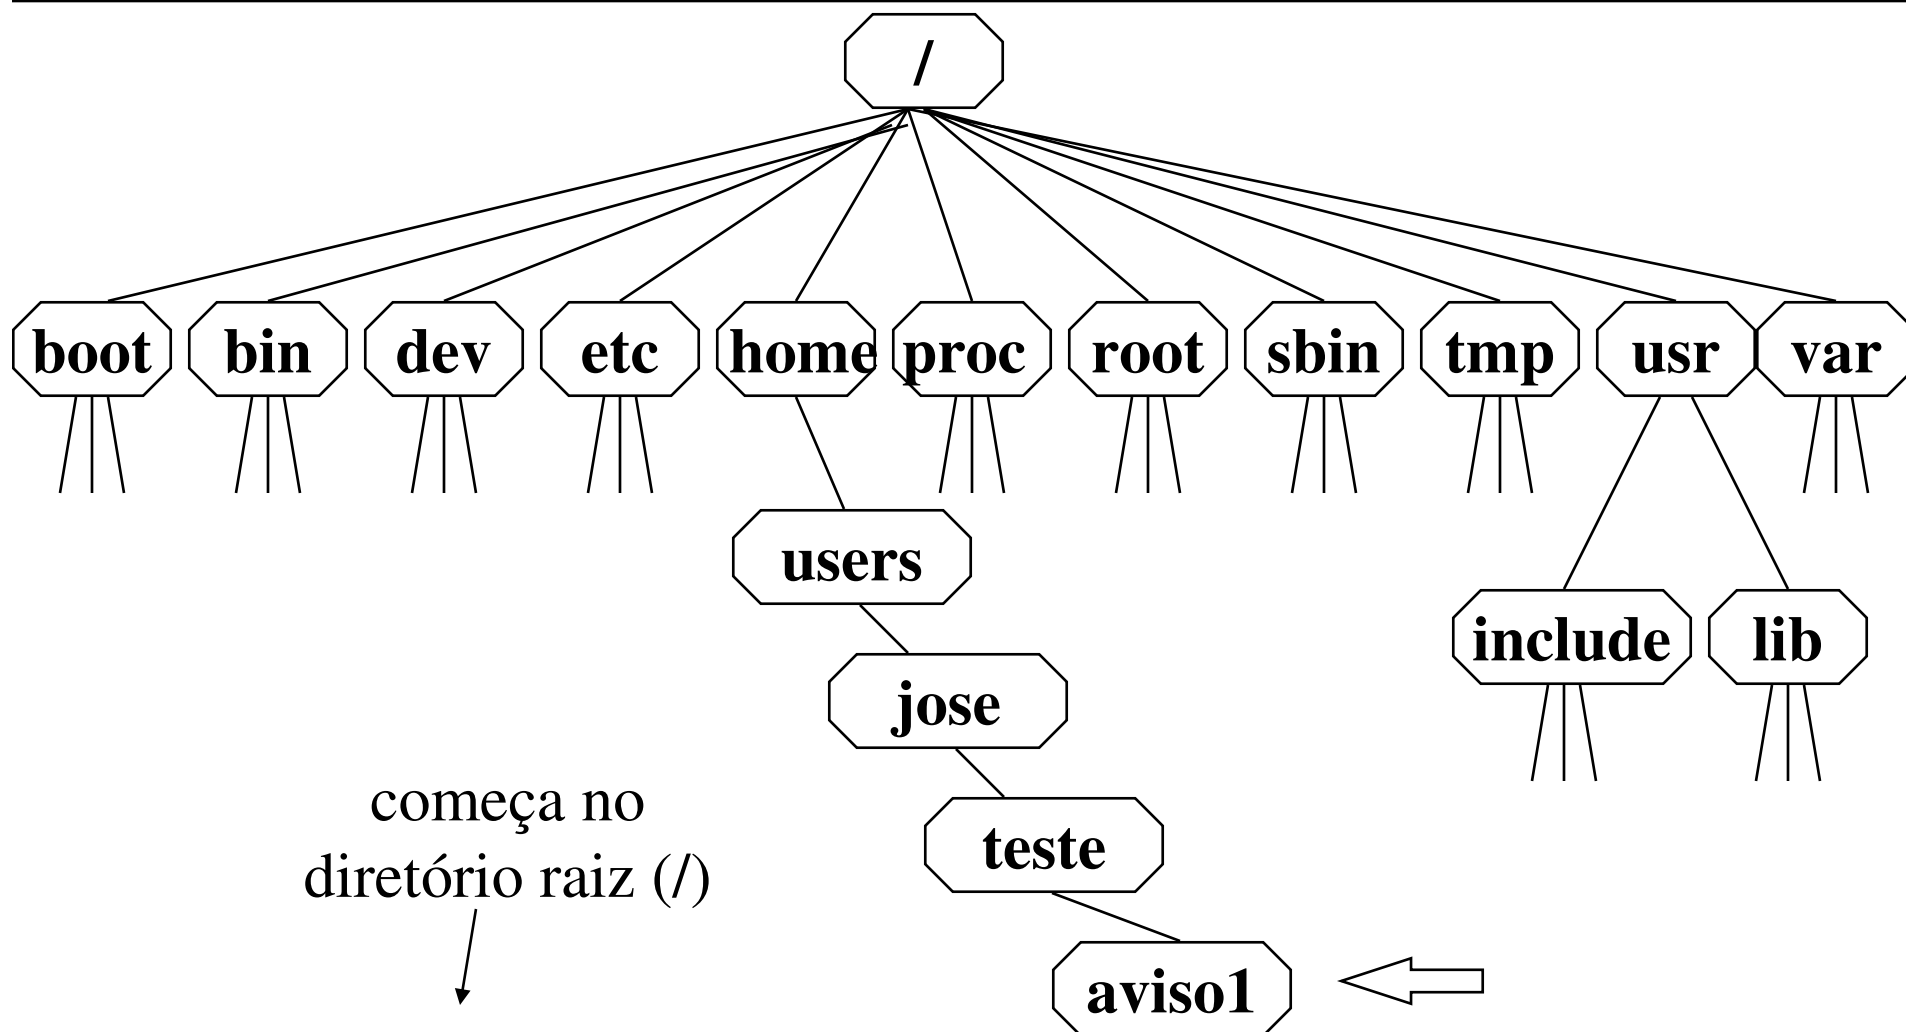 /
boot bin dev etc home proc root sbin tmp usr var
users
include lib
jose
começa no
diretório raiz (/)
teste
aviso1